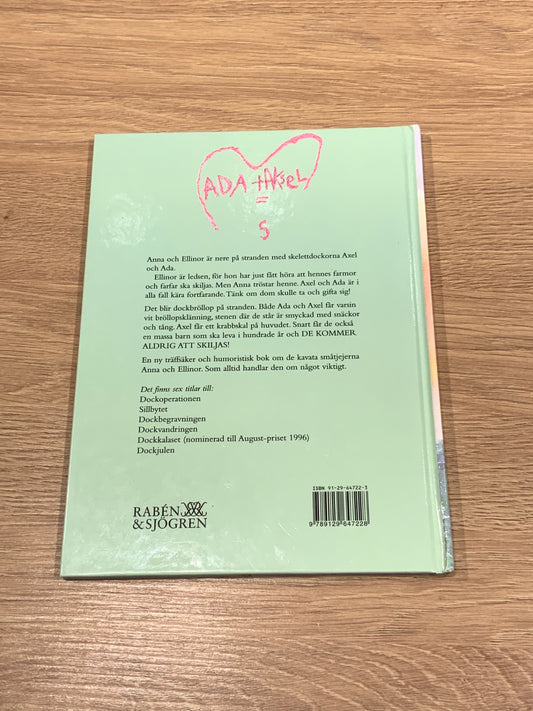 ADA + AKSEL
=
S
Anna och Ellinor är nere på stranden med skelettdockorna Axel
och Ada.
Ellinor är ledsen, för hon har just fått höra att hennes farmor
och farfar ska skiljas. Men Anna tröstar henne. Axel och Ada är i
alla fall kära fortfarande. Tänk om dom skulle ta och gifta sig!
Det blir dockbröllop på stranden. Både Ada och Axel får varsin
vit bröllopsklänning, stenen där de står är smyckad med snäckor
och tång. Axel får ett krabbskal på huvudet. Snart får de också
en massa barn som ska leva i hundrade år och DE KOMMER
ALDRIG ATT SKILJAS!
En ny träffsäker och humoristisk bok om de kavata småtjejerna
Anna och Ellinor. Som alltid handlar den om något viktigt.
Det finns sex titlar till:
Dockoperationen
Sillbytet
Dockbegravningen
Dockvandringen
Dockkalaset (nominerad till August-priset 1996)
Dockjulen
ISBN 91-29-64722-3
9 789129 647228
RABÉN
& SJÖGREN